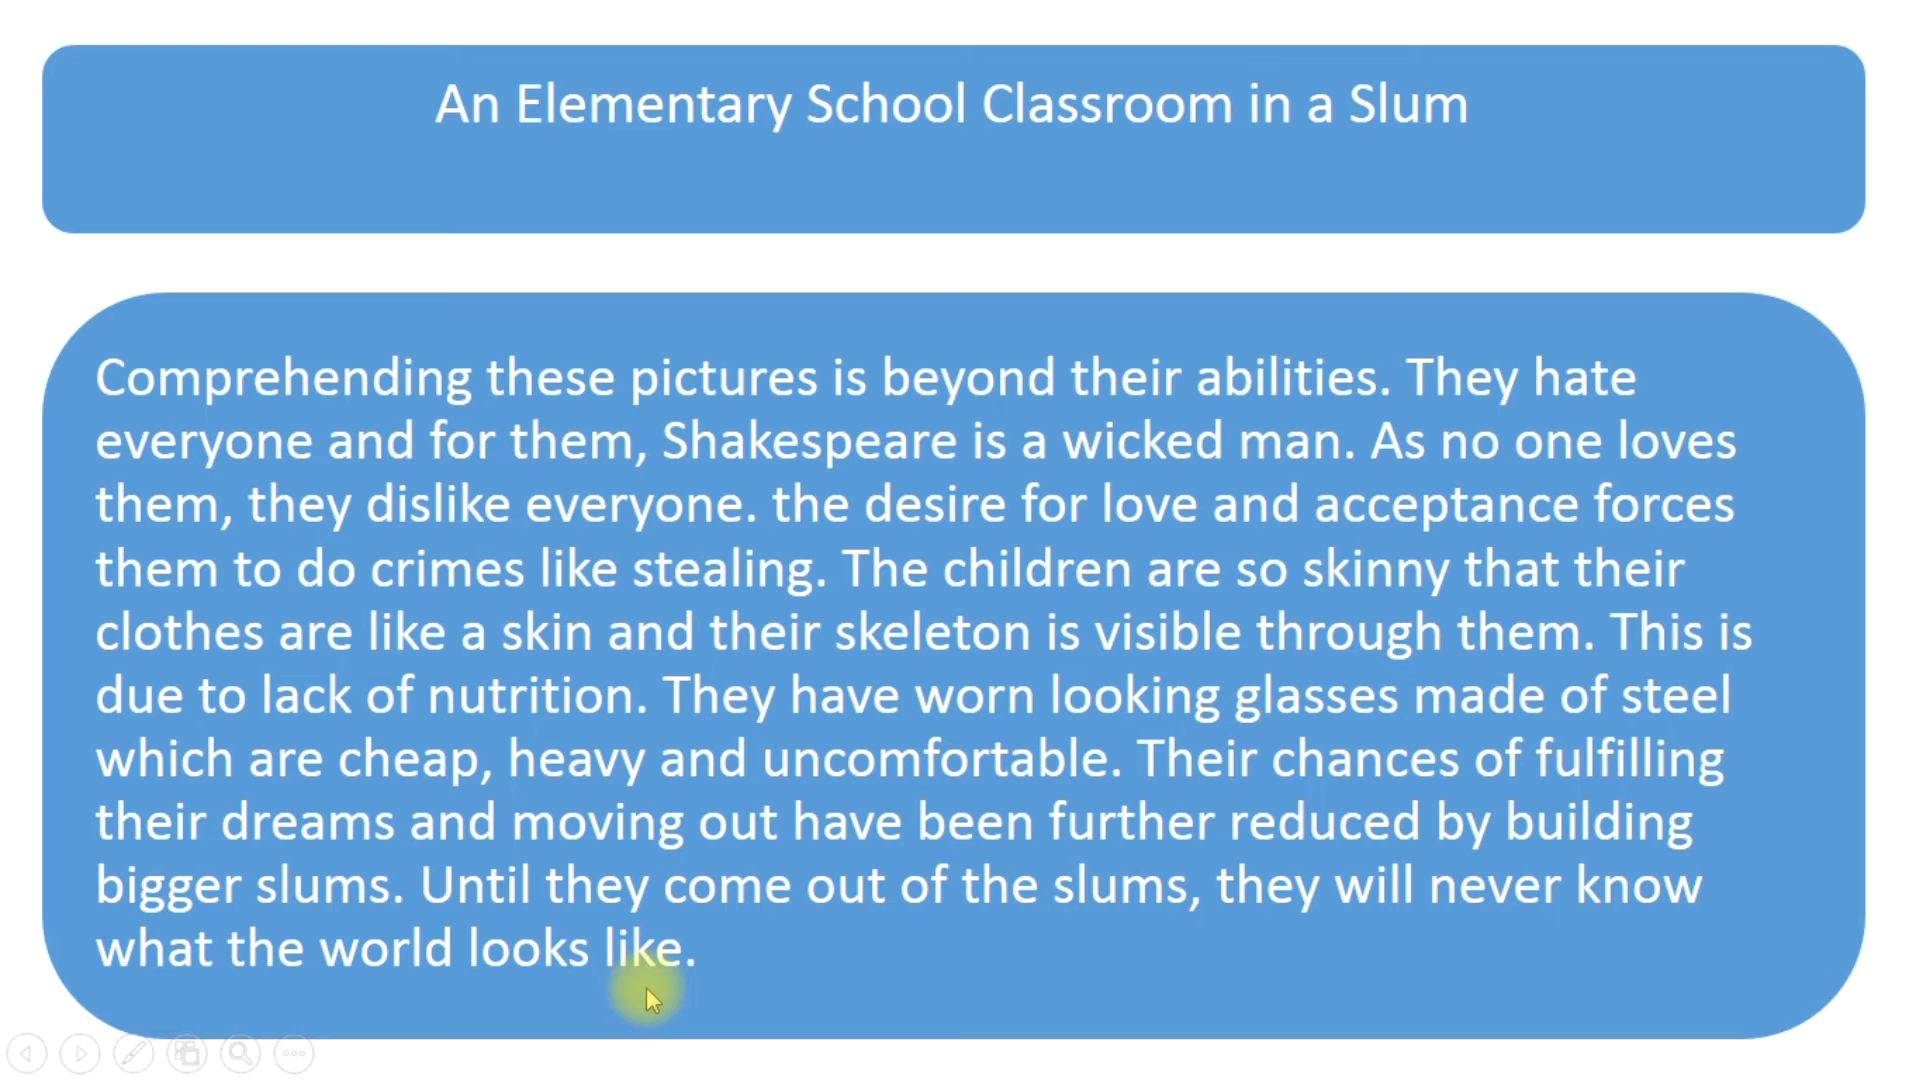 An Elementary School Classroom in a Slum
Comprehending these pictures is beyond their abilities. They hate
everyone and for them, Shakespeare is a wicked man. As no one loves
them, they dislike everyone. the desire for love and acceptance forces
them to do crimes like stealing. The children are so skinny that their
clothes are like a skin and their skeleton is visible through them. This is
due to lack of nutrition. They have worn looking glasses made of steel
which are cheap, heavy and uncomfortable. Their chances of fulfilling
their dreams and moving out have been further reduced by building
bigger slums. Until they come out of the slums, they will never know
what the world looks like.